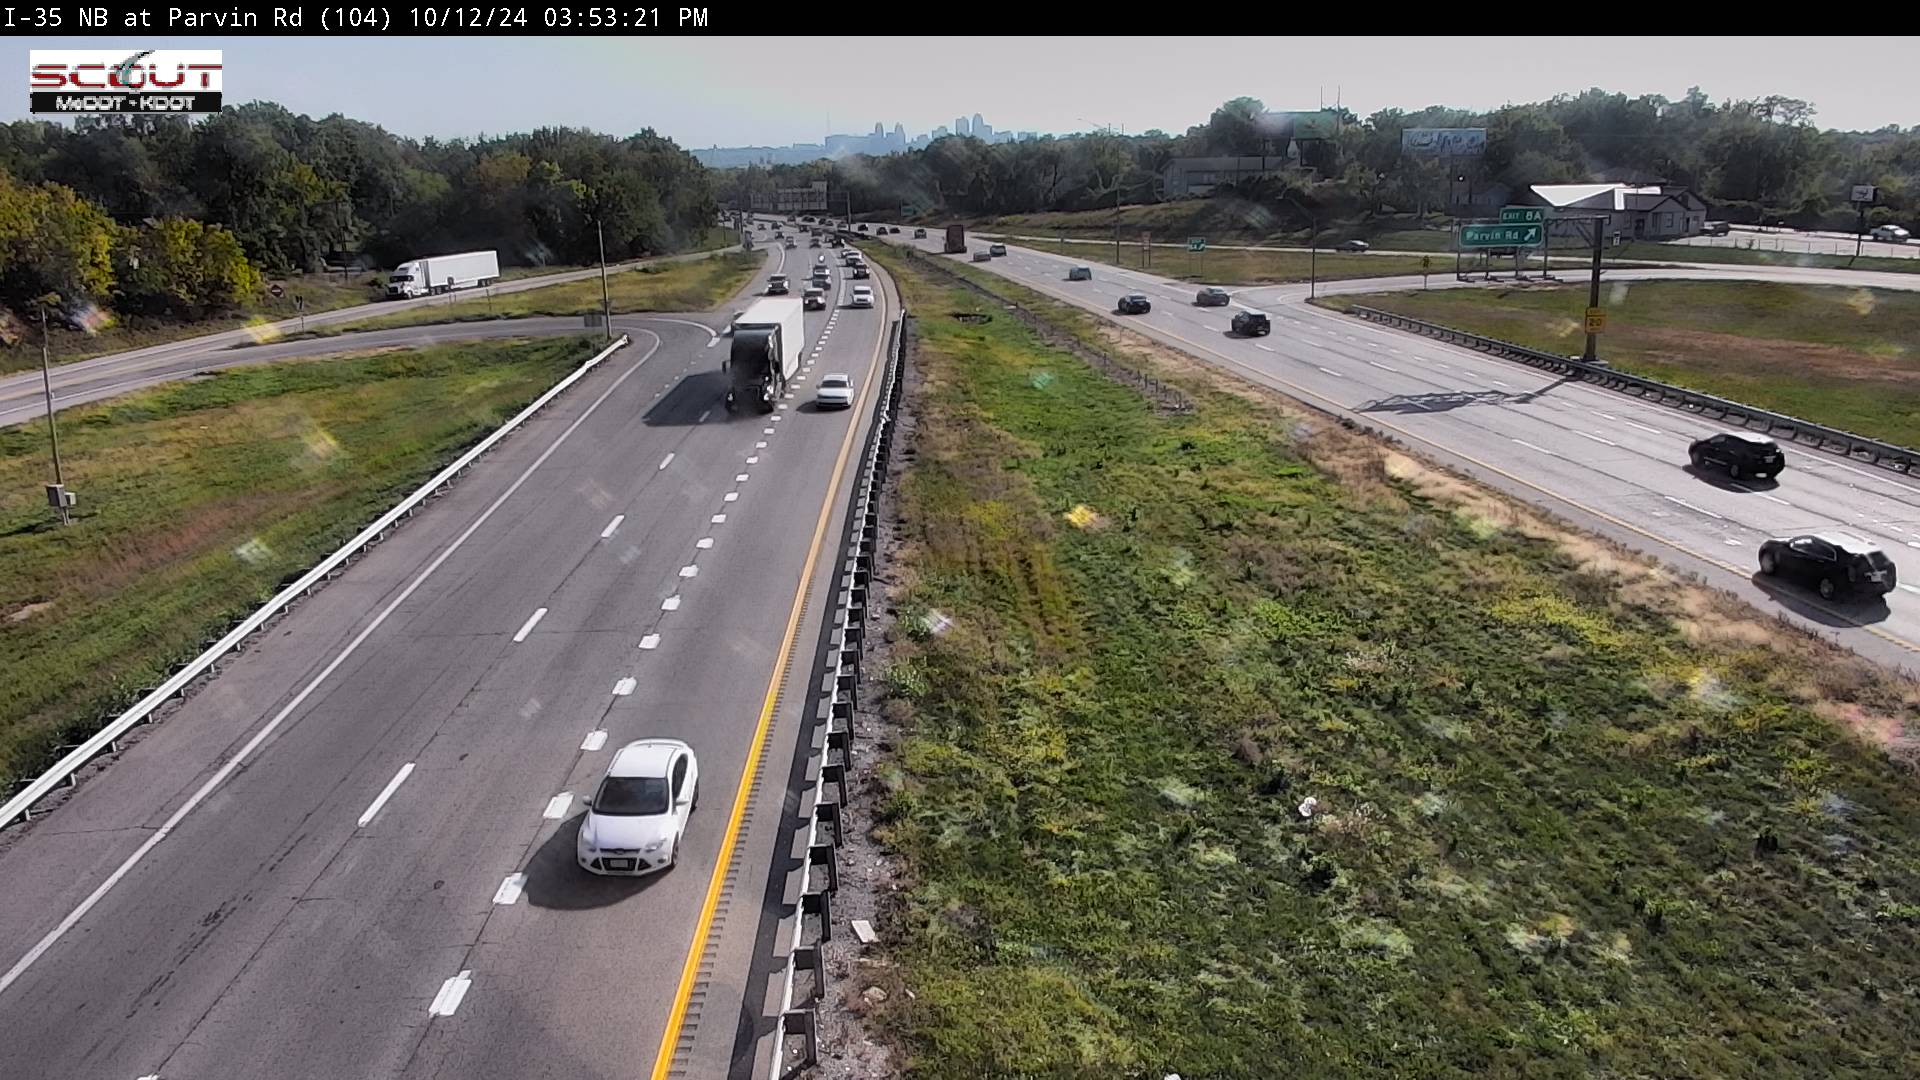 I-35 NB at Parvin Rd (104) 10/12/24 03:53:21 PM
SCOUT
MoDOT - KDOT
EXIT 8A
Parvin Rd
20